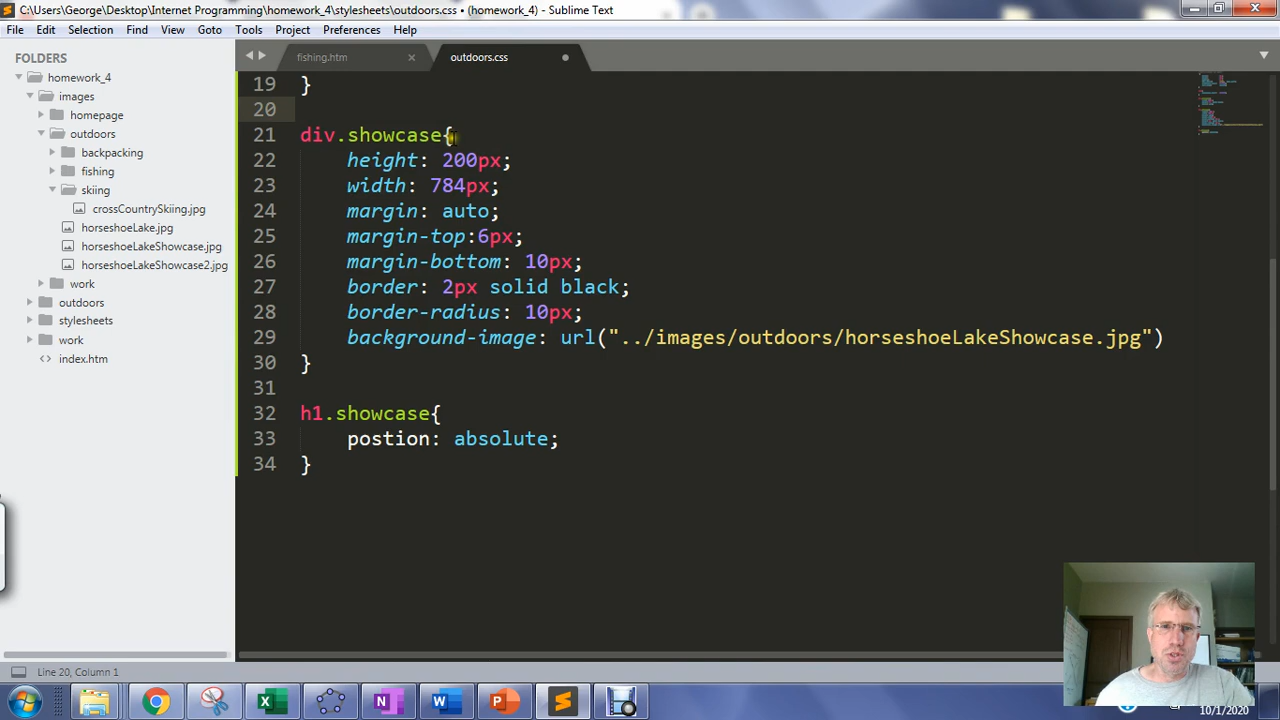 C:\Users\George\Desktop\Internet Programming\homework_4\stylesheets\outdoors.css • (homework_4) - Sublime Text
File Edit Selection Find View Goto Tools Project Preferences Help
FOLDERS
homework_4
images
homepage
outdoors
backpacking
fishing
skiing
crossCountrySkiing.jpg
horseshoeLake.jpg
horseshoeLakeShowcase.jpg
horseshoeLakeShowcase2.jpg
work
outdoors
stylesheets
work
index.htm
fishing.htm
outdoors.css
19 }
20
21 div.showcase{
22 height: 200px;
23 width: 784px;
24 margin: auto;
25 margin-top:6px;
26 margin-bottom: 10px;
27 border: 2px solid black;
28 border-radius: 10px;
29 background-image: url("../images/outdoors/horseshoeLakeShowcase.jpg")
30 }
31
32 h1.showcase{
33 postion: absolute;
34 }
Line 20, Column 1
10/1/2020